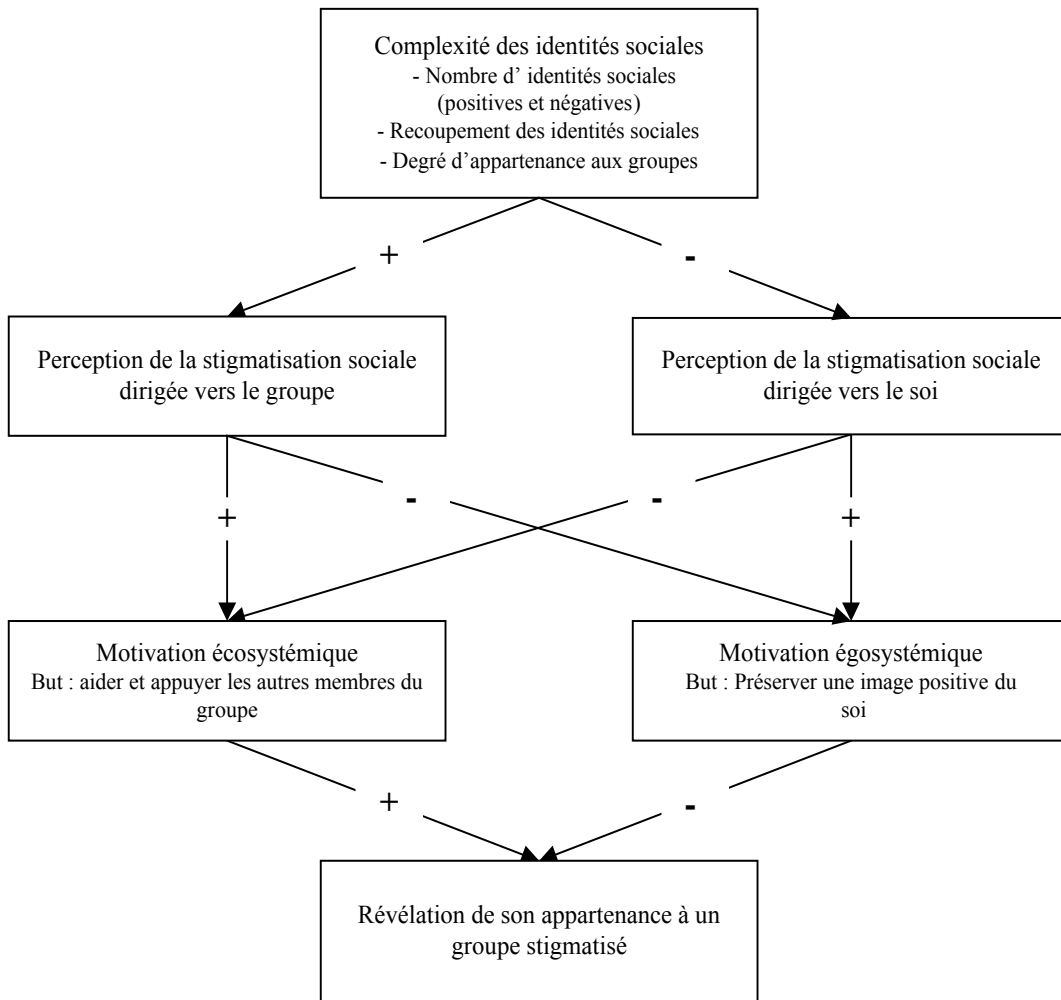 Complexité des identités sociales
- Nombre d’ identités sociales
(positives et négatives)
- Recoupement des identités sociales
- Degré d’appartenance aux groupes
+
-
Perception de la stigmatisation sociale
dirigée vers le groupe
Perception de la stigmatisation sociale
dirigée vers le soi
+
-
-
+
Motivation écosystémique
But : aider et appuyer les autres membres du
groupe
Motivation égosystémique
But : Préserver une image positive du
soi
+
-
Révélation de son appartenance à un
groupe stigmatisé